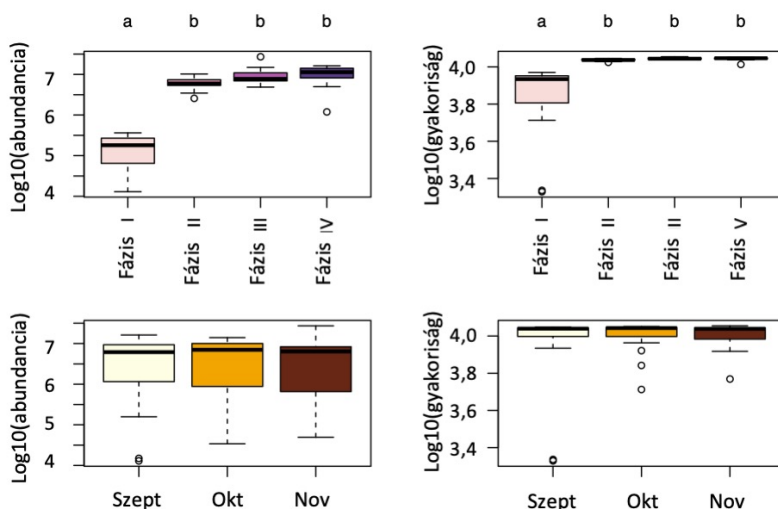 a b b b
Log10(abundancia)
7
6
5
4
Fázis I
Fázis II
Fázis III
Fázis IV
a b b b
Log10(gyakoriság)
4,0
3,8
3,6
3,4
Fázis I
Fázis II
Fázis II
Fázis V
Log10(abundancia)
7
6
5
4
Szept Okt Nov
Log10(gyakoriság)
4,0
3,8
3,6
3,4
Szept Okt Nov